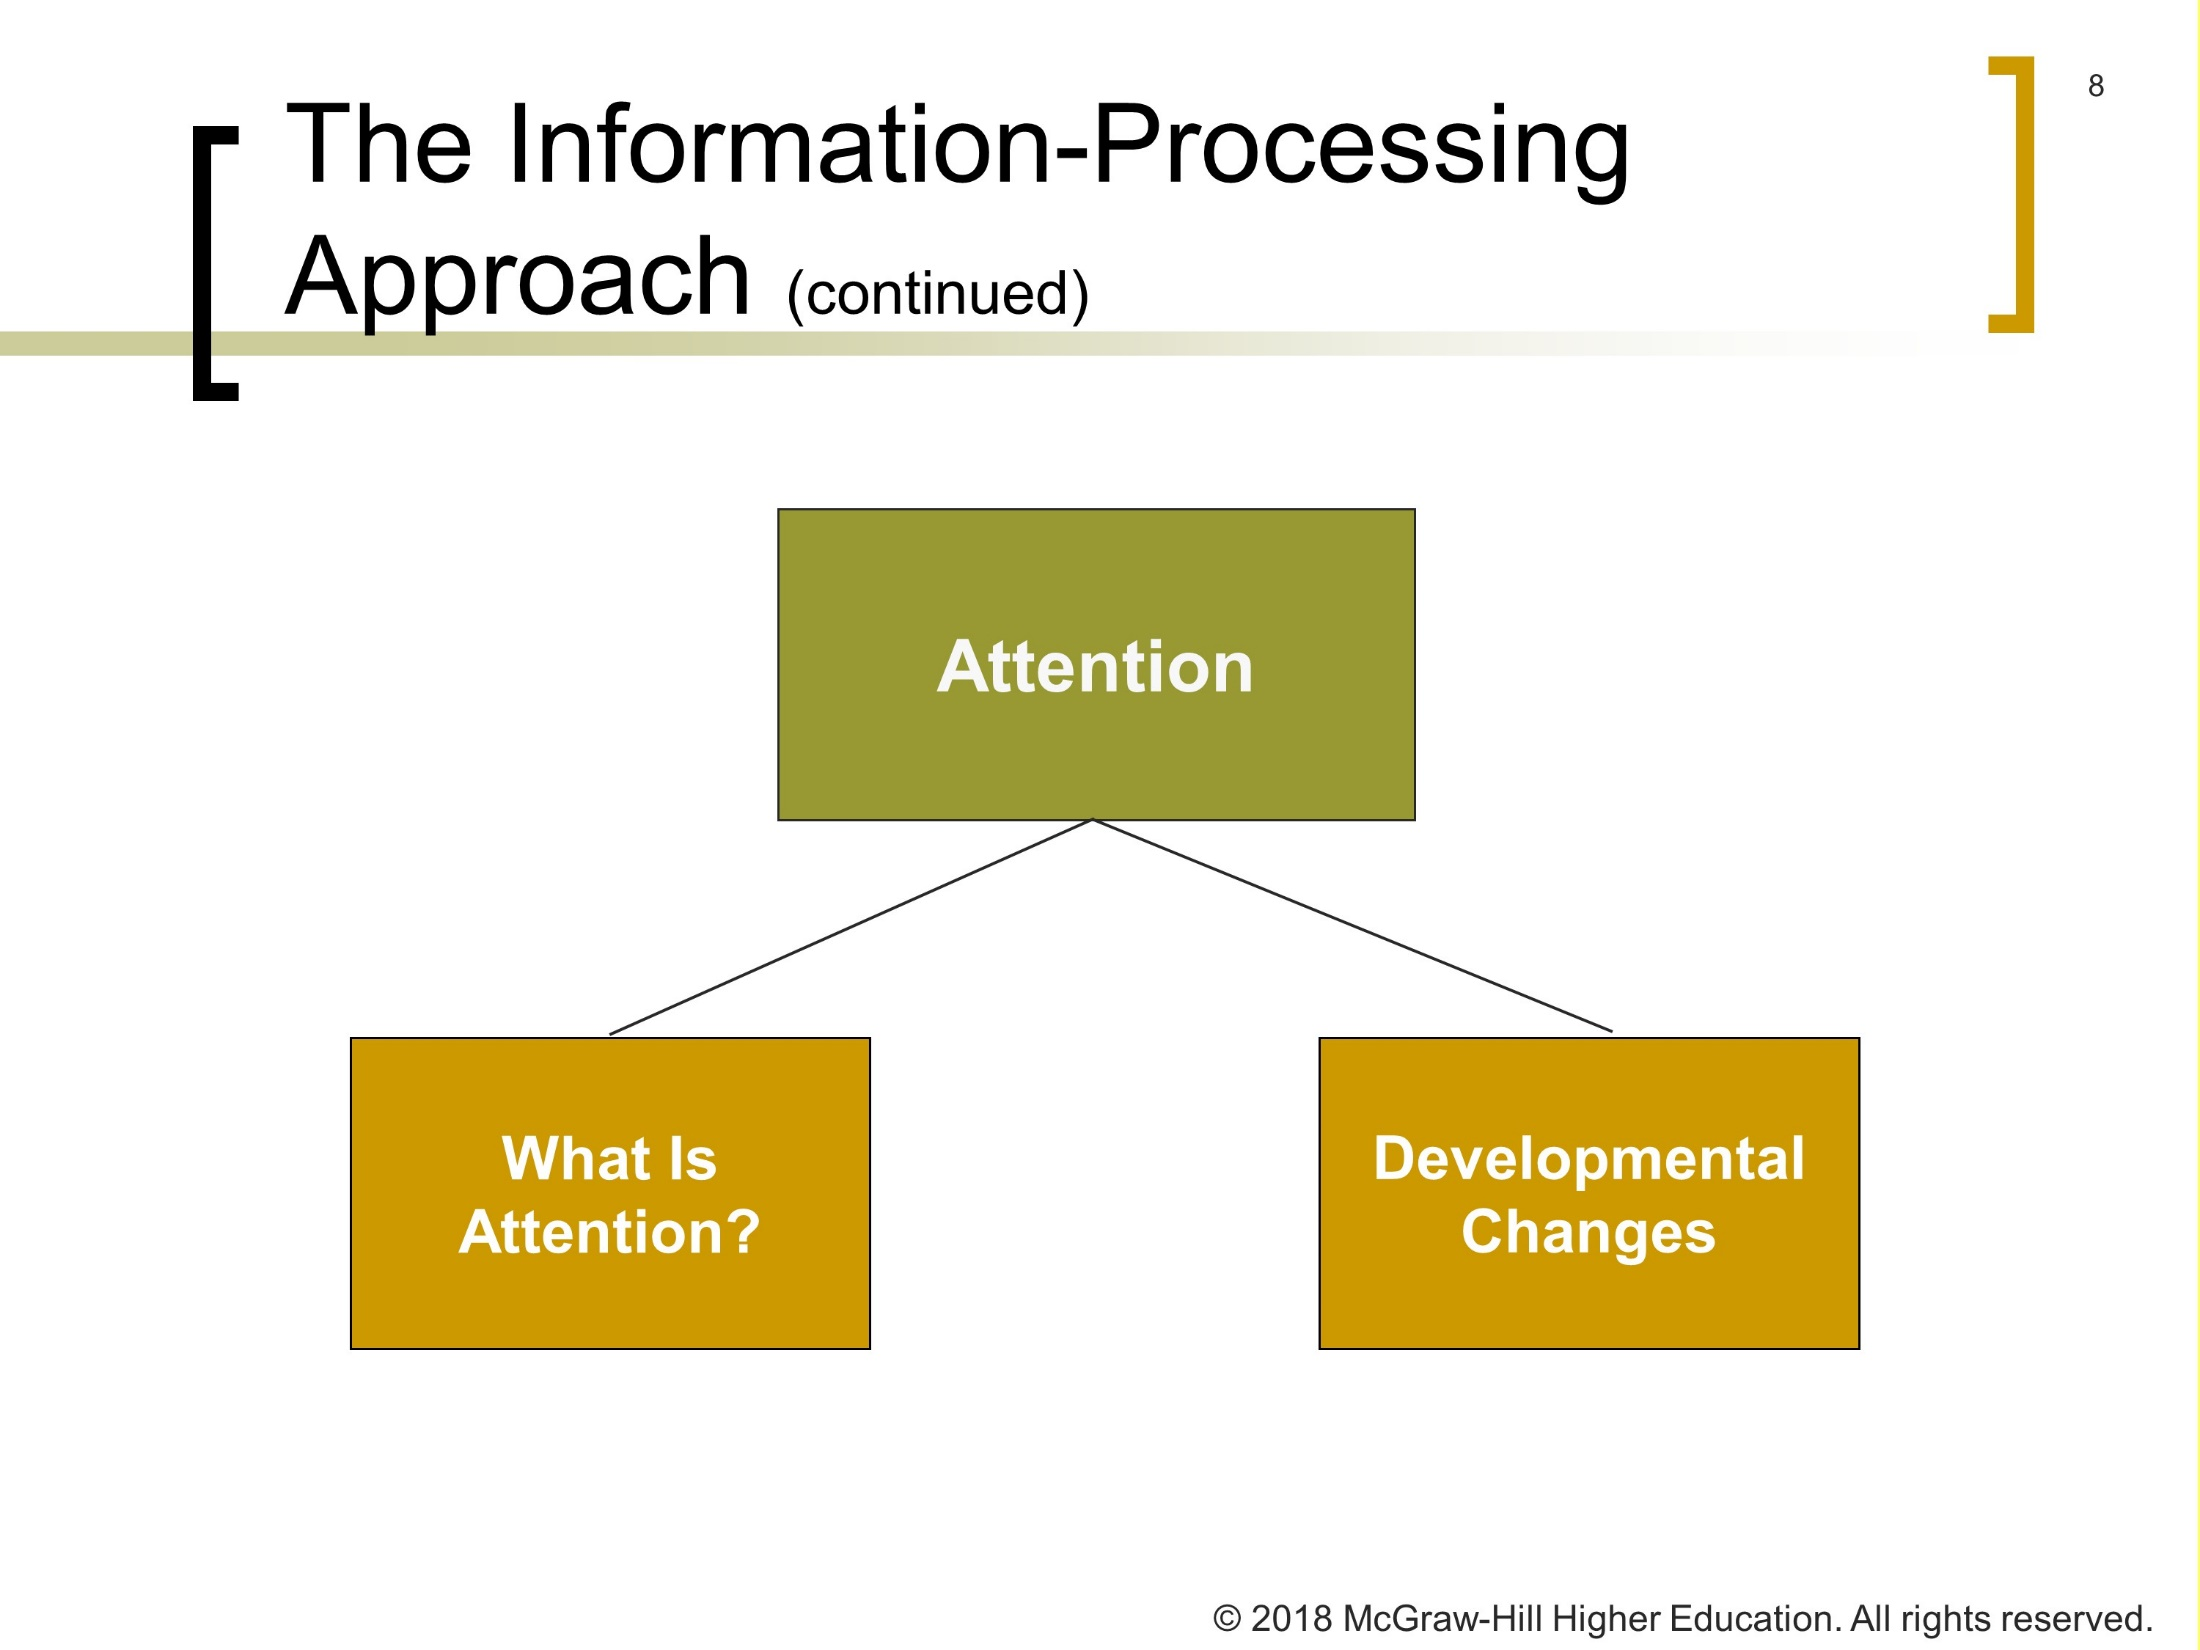 8
The Information-Processing
Approach (continued)
Attention
What Is
Attention?
Developmental
Changes
© 2018 McGraw-Hill Higher Education. All rights reserved.